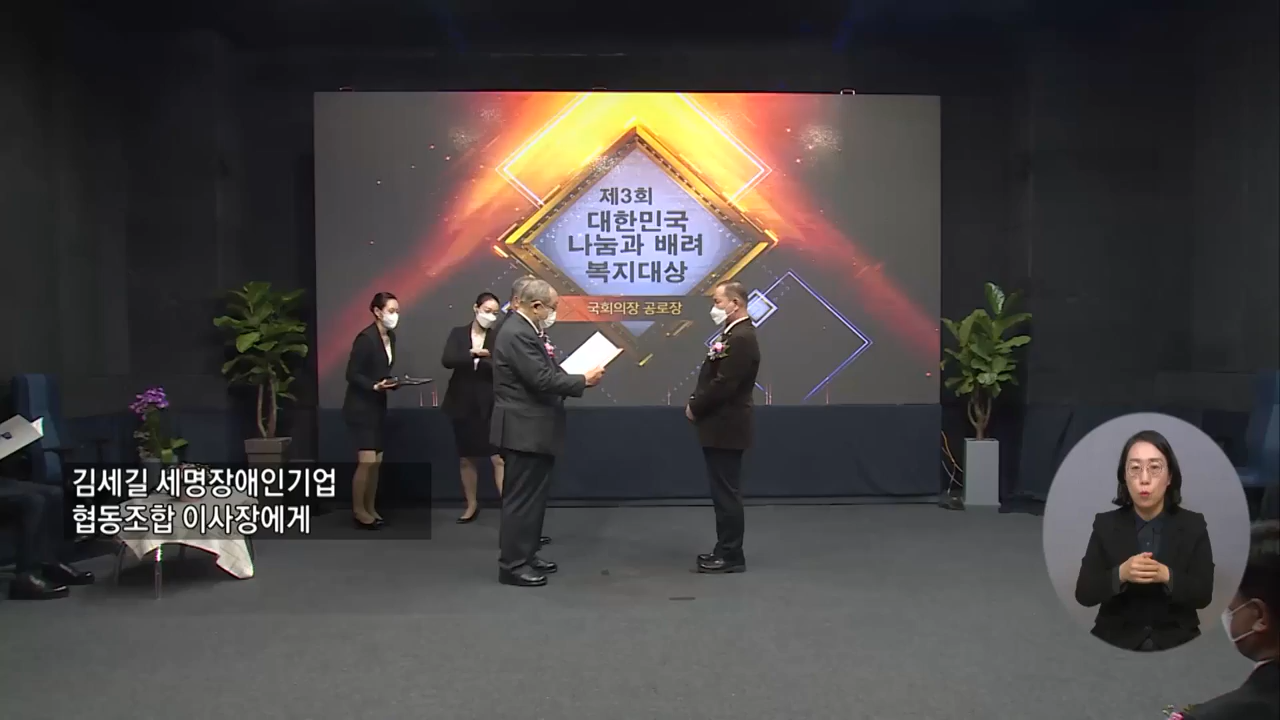 제3회
대한민국
나눔과 배려
복지대상
국회의장 공로장
김세길 세명장애인기업
협동조합 이사장에게